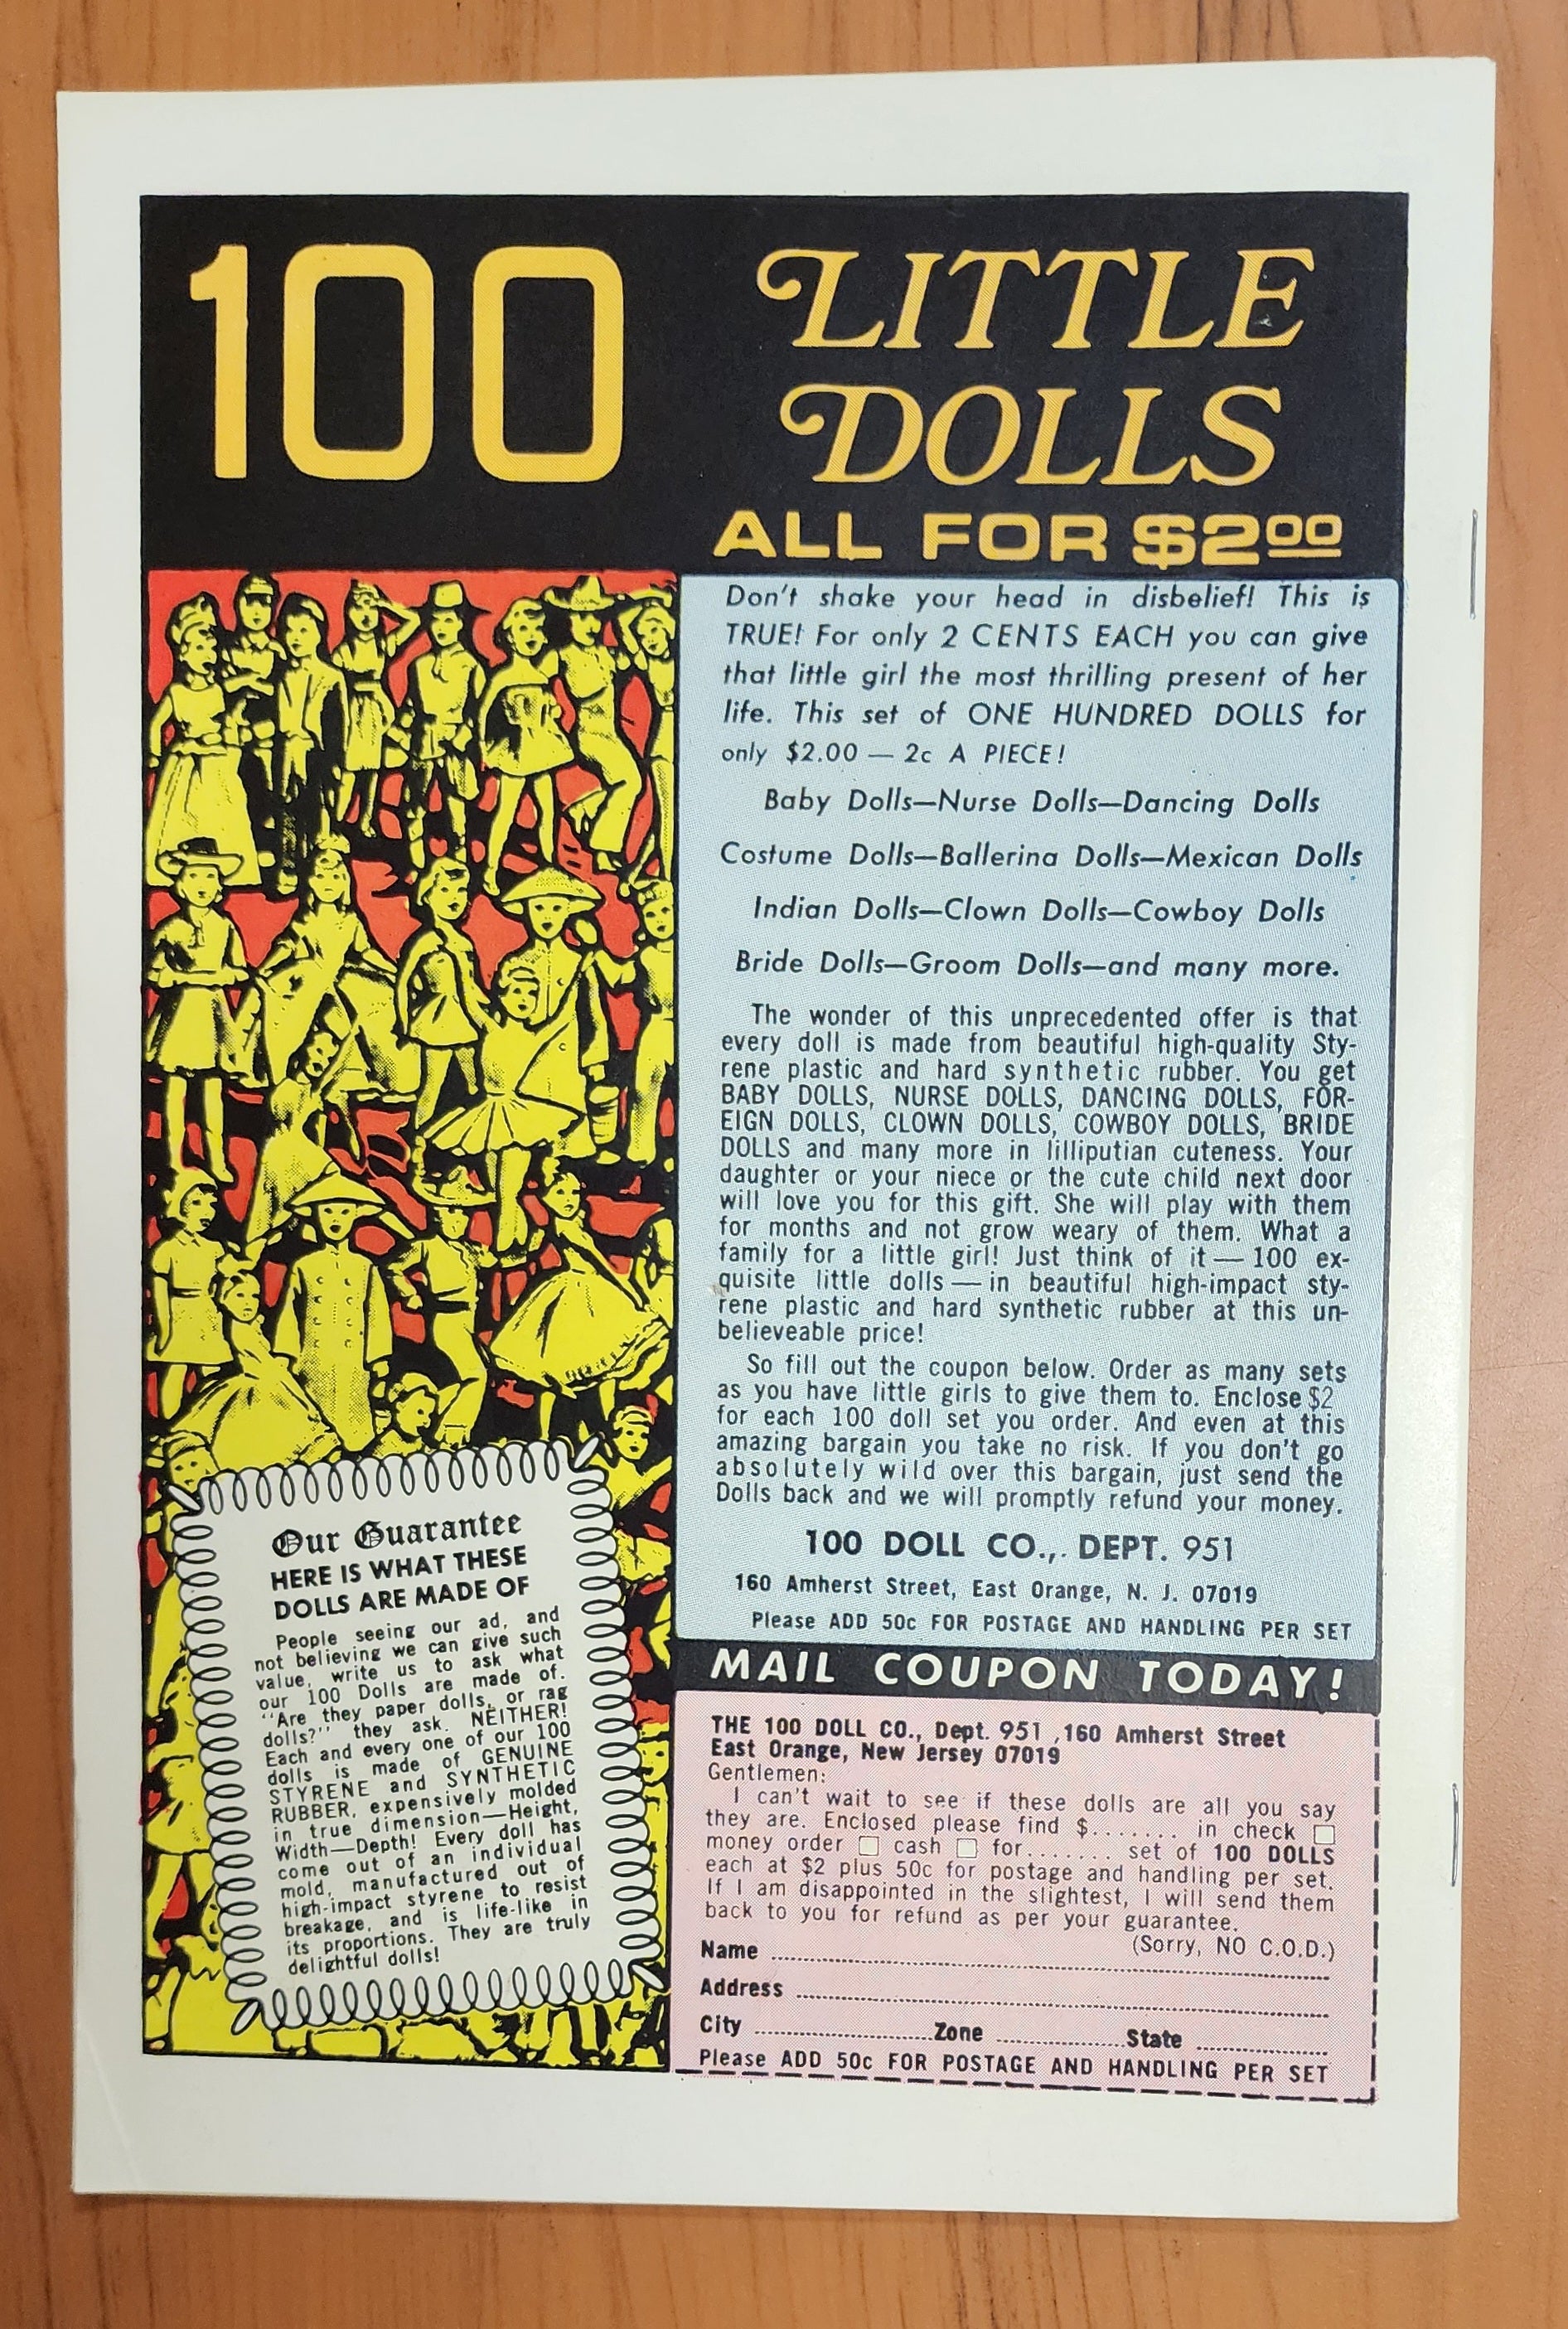 100
LITTLE
DOLLS
ALL FOR $2⁰⁰
Don't shake your head in disbelief! This is
TRUE! For only 2 CENTS EACH you can give
that little girl the most thrilling present of her
life. This set of ONE HUNDRED DOLLS for
only $2.00 — 2c A PIECE!
Baby Dolls—Nurse Dolls—Dancing Dolls
Costume Dolls—Ballerina Dolls—Mexican Dolls
Indian Dolls—Clown Dolls—Cowboy Dolls
Bride Dolls—Groom Dolls—and many more.
The wonder of this unprecedented offer is that
every doll is made from beautiful high-quality Sty-
rene plastic and hard synthetic rubber. You get
BABY DOLLS, NURSE DOLLS, DANCING DOLLS, FOR-
EIGN DOLLS, CLOWN DOLLS, COWBOY DOLLS, BRIDE
DOLLS and many more in lilliputian cuteness. Your
daughter or your niece or the cute child next door
will love you for this gift. She will play with them
for months and not grow weary of them. What a
family for a little girl! Just think of it — 100 ex-
quisite little dolls — in beautiful high-impact sty-
rene plastic and hard synthetic rubber at this un-
believeable price!
So fill out the coupon below. Order as many sets
as you have little girls to give them to. Enclose $2
for each 100 doll set you order. And even at this
amazing bargain you take no risk. If you don't go
absolutely wild over this bargain, just send the
Dolls back and we will promptly refund your money.
100 DOLL CO.,. DEPT. 951
160 Amherst Street, East Orange, N. J. 07019
Please ADD 50c FOR POSTAGE AND HANDLING PER SET
Our Guarantee
HERE IS WHAT THESE
DOLLS ARE MADE OF
People seeing our ad, and
not believing we can give such
value, write us to ask what
our 100 Dolls are made of.
"Are they paper dolls, or rag
dolls?" they ask. NEITHER!
Each and every one of our 100
dolls is made of GENUINE
STYRENE and SYNTHETIC
RUBBER, expensively molded
in true dimension—Height,
Width—Depth! Every doll has
come out of an individual
mold, manufactured out of
high-impact styrene to resist
breakage, and is life-like in
its proportions. They are truly
delightful dolls!
MAIL COUPON TODAY!
THE 100 DOLL CO., Dept. 951 ,160 Amherst Street
East Orange, New Jersey 07019
Gentlemen:
I can't wait to see if these dolls are all you say
they are. Enclosed please find $....... in check □
money order □ cash □ for........ set of 100 DOLLS
each at $2 plus 50c for postage and handling per set.
If I am disappointed in the slightest, I will send them
back to you for refund as per your guarantee.
(Sorry, NO C.O.D.)
Name
Address
City Zone State
Please ADD 50c FOR POSTAGE AND HANDLING PER SET